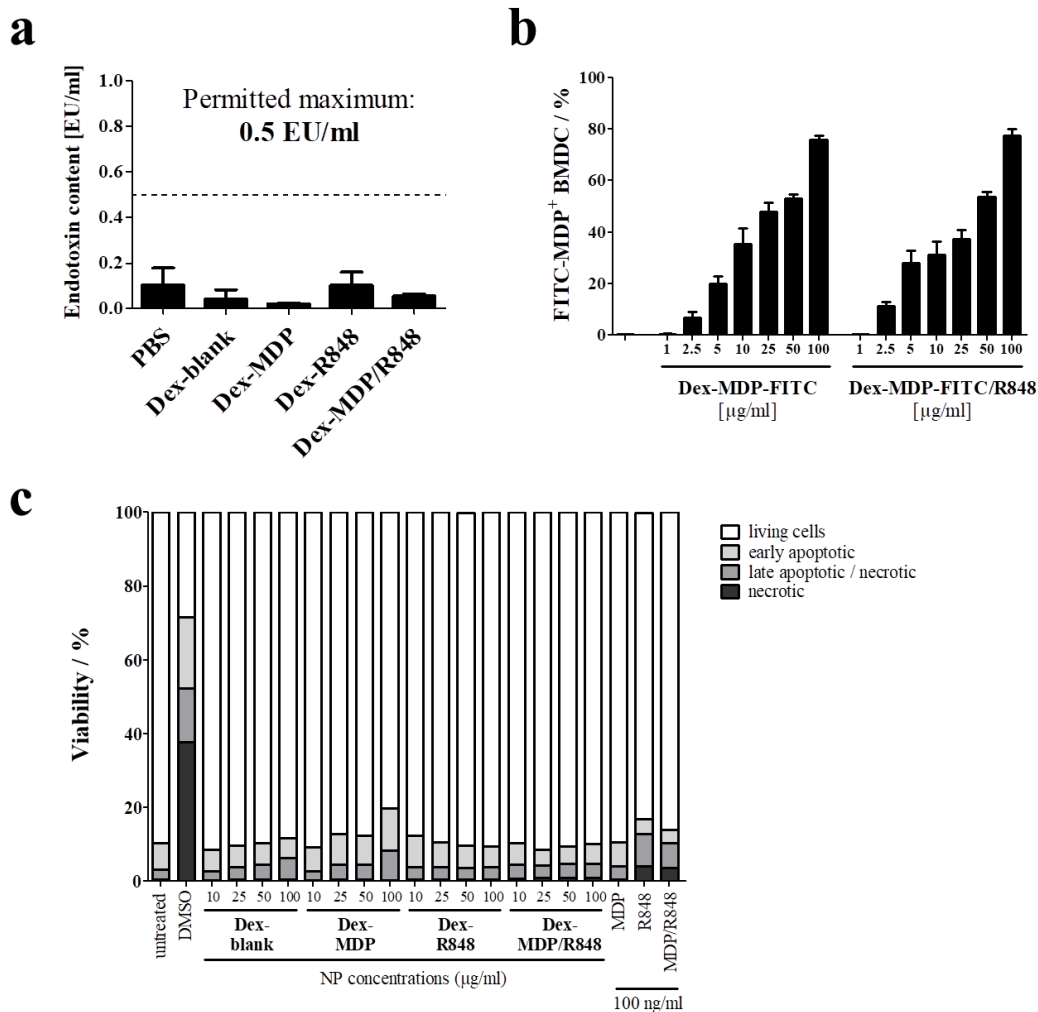 a
Endotoxin content [EU/ml]
1.0
0.8
0.6
0.4
0.2
0.0
Permitted maximum:
0.5 EU/ml
PBS
Dex-blank
Dex-MDP
Dex-R848
Dex-MDP/R848
b
FITC-MDP⁺ BMDC / %
100
80
60
40
20
0
1 2.5 5 10 25 50 100 1 2.5 5 10 25 50 100
Dex-MDP-FITC Dex-MDP-FITC/R848
[µg/ml] [µg/ml]
c
Viability / %
100
80
60
40
20
0
living cells
early apoptotic
late apoptotic / necrotic
necrotic
untreated
DMSO
10 25 50 100 10 25 50 100 10 25 50 100 10 25 50 100
MDP
R848
MDP/R848
Dex- Dex- Dex- Dex-
blank MDP R848 MDP/R848
NP concentrations (µg/ml)
100 ng/ml